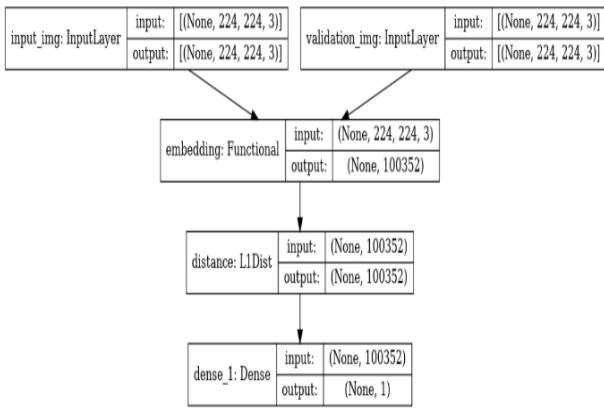 input_img: InputLayer input: [(None, 224, 224, 3)]
output: [(None, 224, 224, 3)]
validation_img: InputLayer input: [(None, 224, 224, 3)]
output: [(None, 224, 224, 3)]
embedding: Functional input: (None, 224, 224, 3)
output: (None, 100352)
distance: L1Dist input: (None, 100352)
output: (None, 100352)
dense_1: Dense input: (None, 100352)
output: (None, 1)